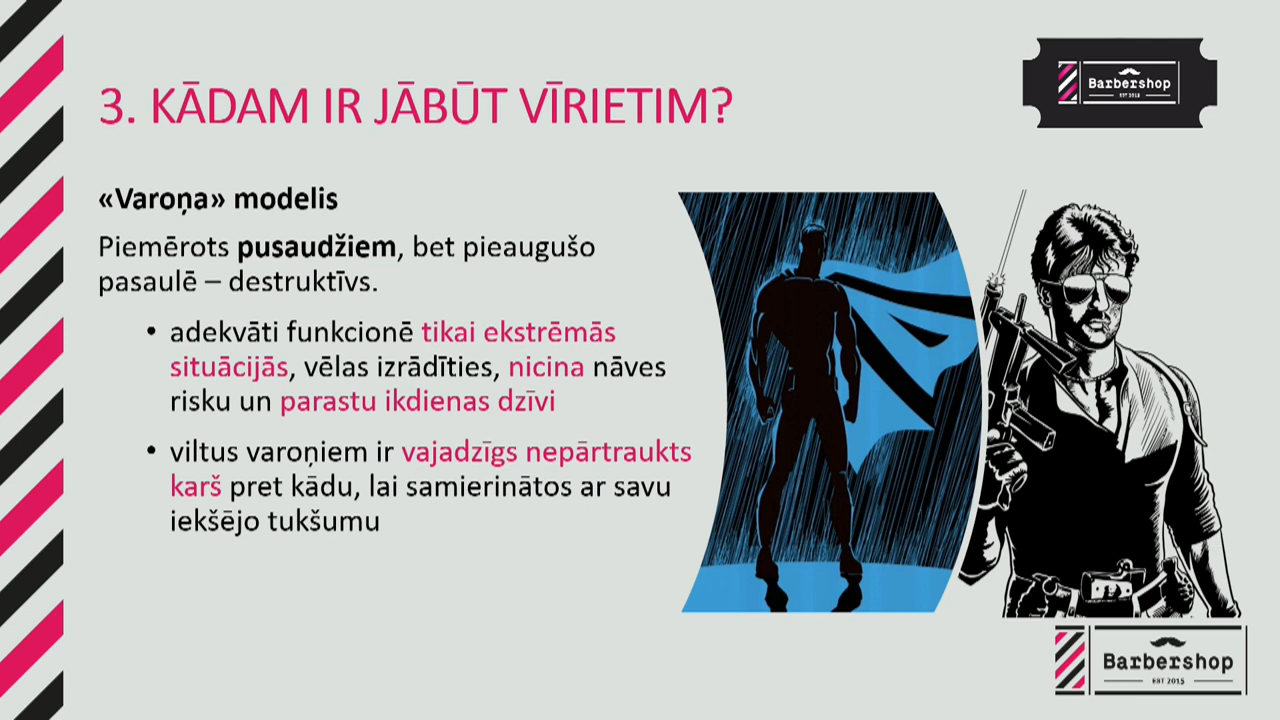 3. KĀDAM IR JĀBŪT VĪRIETIM?
Barbershop
EST 2015
«Varoņa» modelis
Piemērots pusaudžiem, bet pieaugušo
pasaulē – destruktīvs.
• adekvāti funkcionē tikai ekstrēmās
situācijās, vēlas izrādīties, nicina nāves
risku un parastu ikdienas dzīvi
• viltus varoņiem ir vajadzīgs nepārtraukts
karš pret kādu, lai samierinātos ar savu
iekšējo tukšumu
Barbershop
EST 2015